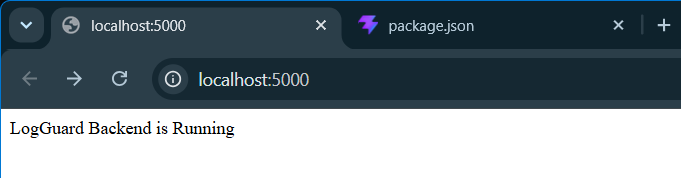 localhost:5000
package.json
localhost:5000
LogGuard Backend is Running